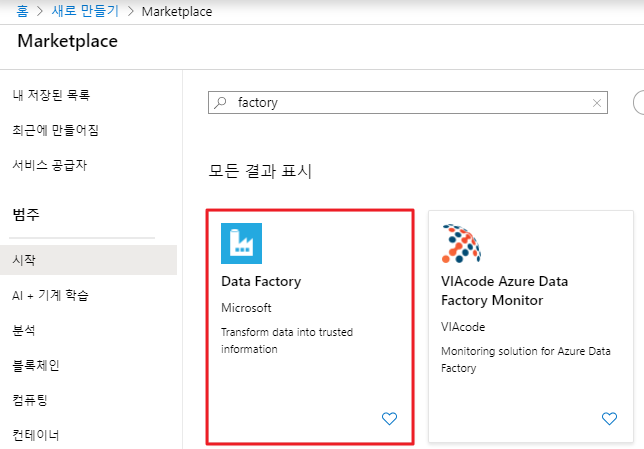 홈 > 새로 만들기 > Marketplace
Marketplace
내 저장된 목록
최근에 만들어짐
서비스 공급자
범주
시작
AI + 기계 학습
분석
블록체인
컴퓨팅
컨테이너
factory
모든 결과 표시
Data Factory
Microsoft
Transform data into trusted
information
VIAcode Azure Data
Factory Monitor
VIAcode
Monitoring solution for Azure Data
Factory